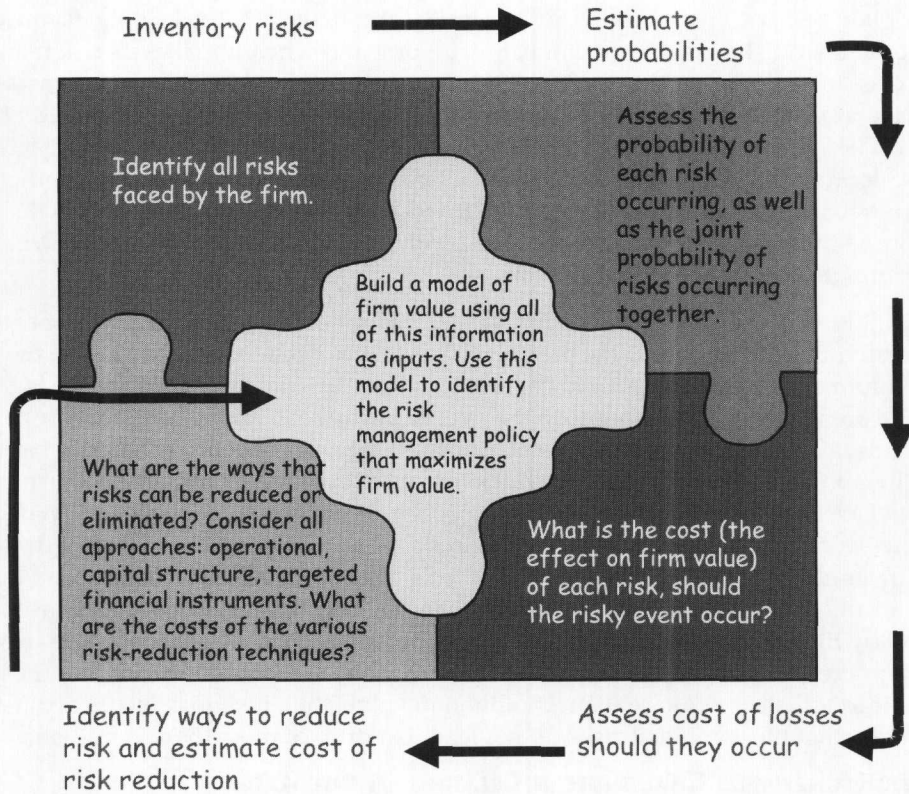 Inventory risks
Estimate
probabilities
Identify all risks
faced by the firm.
Assess the
probability of
each risk
occurring, as well
as the joint
probability of
risks occurring
together.
Build a model of
firm value using all
of this information
as inputs. Use this
model to identify
the risk
management policy
that maximizes
firm value.
What are the ways that
risks can be reduced or
eliminated? Consider all
approaches: operational,
capital structure, targeted
financial instruments. What
are the costs of the various
risk-reduction techniques?
What is the cost (the
effect on firm value)
of each risk, should
the risky event occur?
Identify ways to reduce
risk and estimate cost of
risk reduction
Assess cost of losses
should they occur